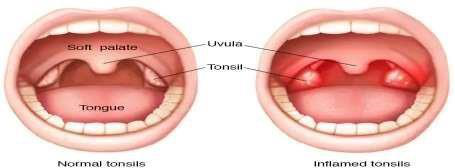 Soft palate
Uvula
Tonsil
Tongue
Normal tonsils
Inflamed tonsils